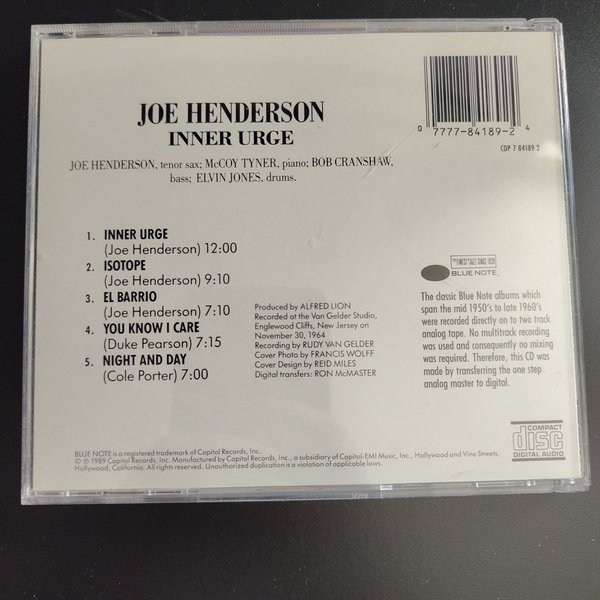 JOE HENDERSON
INNER URGE
JOE HENDERSON, tenor sax; McCOY TYNER, piano; BOB CRANSHAW,
bass; ELVIN JONES, drums.
0 7777-84189-2 4
CDP 7 84189 2
1. INNER URGE
(Joe Henderson) 12:00
2. ISOTOPE
(Joe Henderson) 9:10
3. EL BARRIO
(Joe Henderson) 7:10
4. YOU KNOW I CARE
(Duke Pearson) 7:15
5. NIGHT AND DAY
(Cole Porter) 7:00
Produced by ALFRED LION
Recorded at the Van Gelder Studio,
Englewood Cliffs, New Jersey on
November 30, 1964
Recording by RUDY VAN GELDER
Cover Photo by FRANCIS WOLFF
Cover Design by REID MILES
Digital transfers: RON McMASTER
THE FINEST IN JAZZ SINCE 1939
BLUE NOTE
The classic Blue Note albums which
span the mid 1950's to late 1960's
were recorded directly on to two track
analog tape. No multitrack recording
was used and consequently no mixing
was required. Therefore, this CD was
made by transferring the one step
analog master to digital.
COMPACT
disc
DIGITAL AUDIO
BLUE NOTE is a registered trademark of Capitol Records, Inc.
© ℗ 1989 Capitol Records, Inc. Manufactured by Capitol Records, Inc., a subsidiary of Capitol-EMI Music, Inc., Hollywood and Vine Streets,
Hollywood, California. All rights reserved. Unauthorized duplication is a violation of applicable laws.